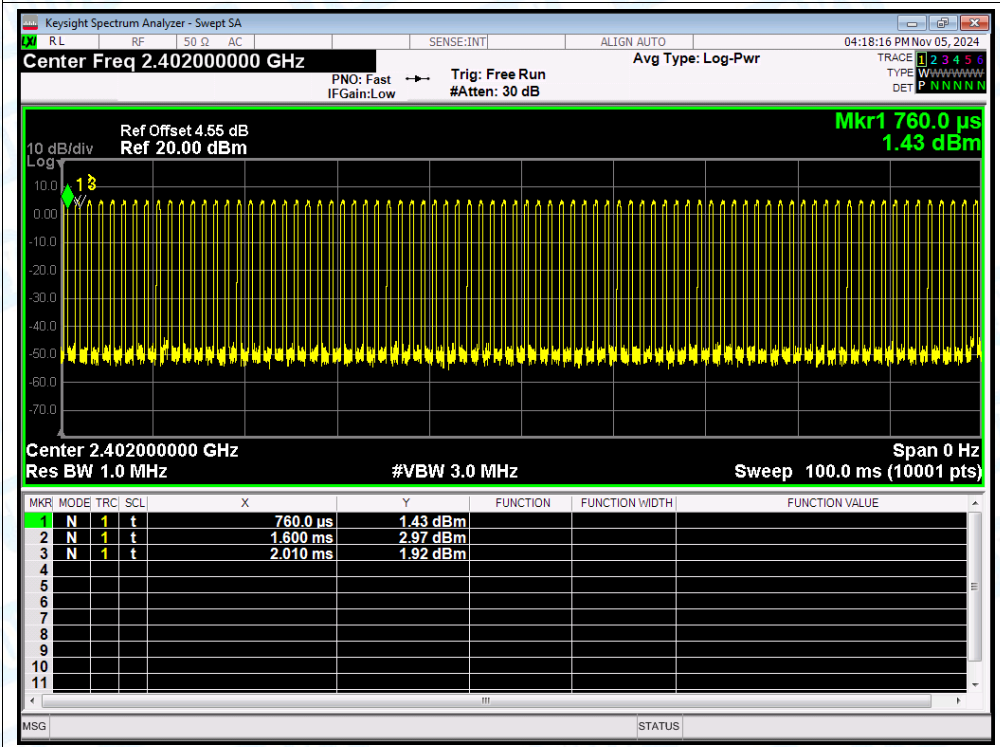 Keysight Spectrum Analyzer - Swept SA
LXI RL RF 50 Ω AC SENSE:INT ALIGN AUTO 04:18:16 PM Nov 05, 2024
Center Freq 2.402000000 GHz Avg Type: Log-Pwr TRACE 1 2 3 4 5 6
PNO: Fast Trig: Free Run TYPE WWWWWW
IFGain:Low #Atten: 30 dB DET P N N N N N
Mkr1 760.0 µs
1.43 dBm
Ref Offset 4.55 dB
10 dB/div Ref 20.00 dBm
Log
1 3
10.0
0.00
-10.0
-20.0
-30.0
-40.0
-50.0
-60.0
-70.0
Center 2.402000000 GHz Span 0 Hz
Res BW 1.0 MHz #VBW 3.0 MHz Sweep 100.0 ms (10001 pts)
MKR MODE TRC SCL X Y FUNCTION FUNCTION WIDTH FUNCTION VALUE
1 N 1 t 760.0 µs 1.43 dBm
2 N 1 t 1.600 ms 2.97 dBm
3 N 1 t 2.010 ms 1.92 dBm
4
5
6
7
8
9
10
11
MSG STATUS